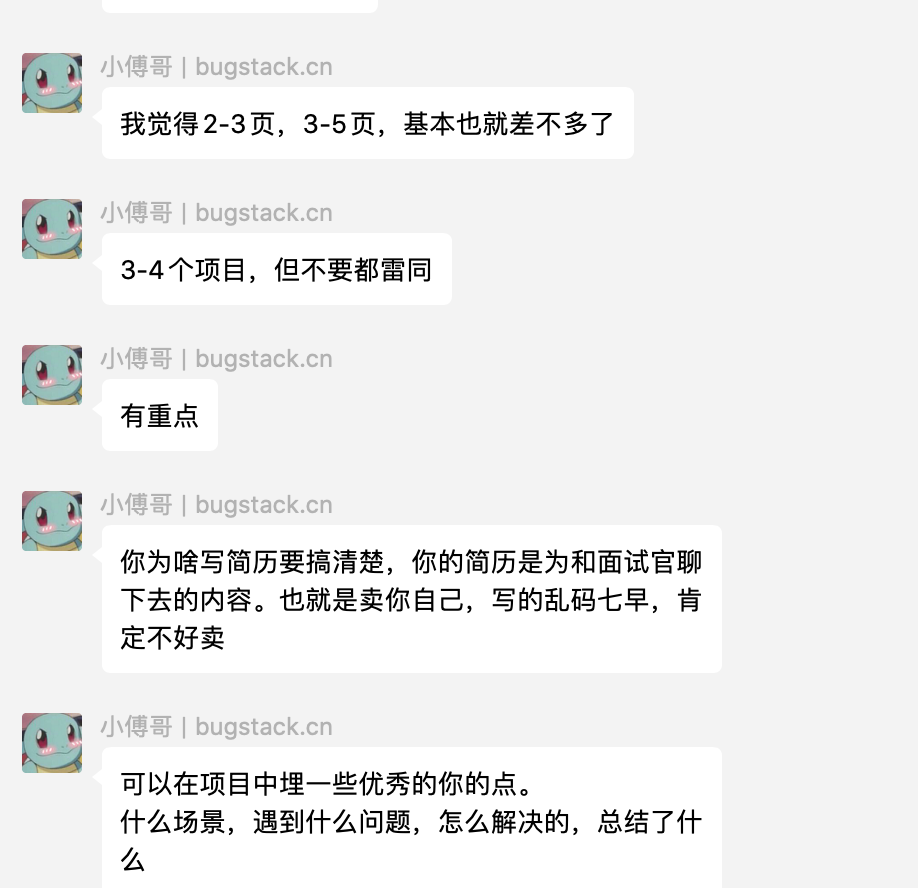 小傅哥 | bugstack.cn
我觉得2-3页，3-5页，基本也就差不多了
小傅哥 | bugstack.cn
3-4个项目，但不要都雷同
小傅哥 | bugstack.cn
有重点
小傅哥 | bugstack.cn
你为啥写简历要搞清楚，你的简历是为和面试官聊
下去的内容。也就是卖你自己，写的乱码七早，肯
定不好卖
小傅哥 | bugstack.cn
可以在项目中埋一些优秀的你的点。
什么场景，遇到什么问题，怎么解决的，总结了什
么